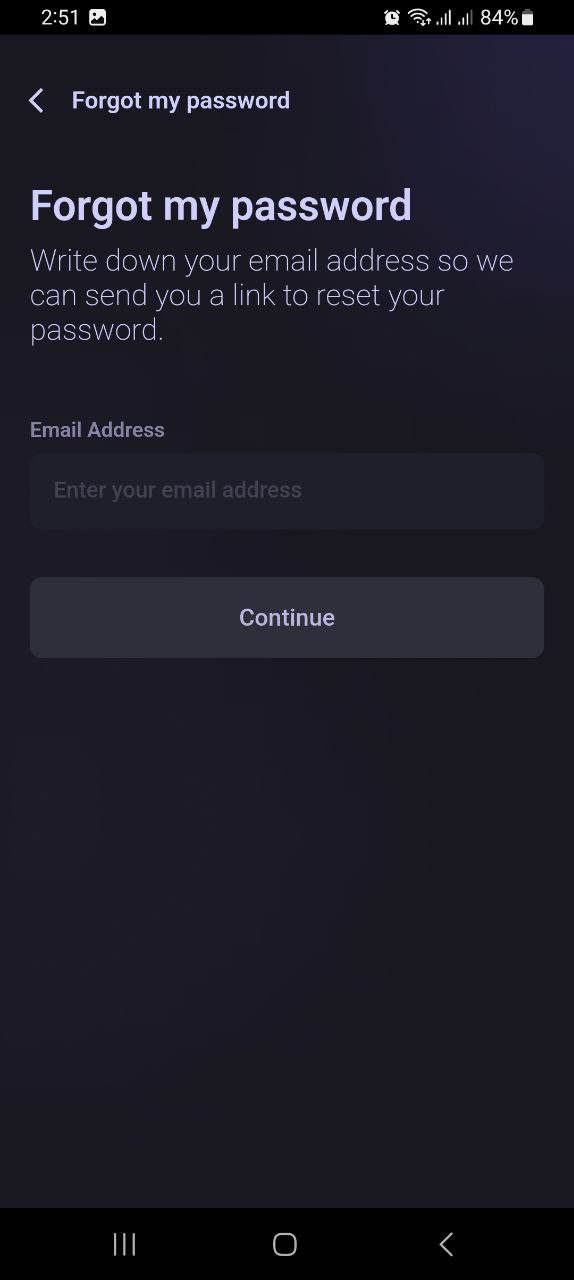 2:51 84%
Forgot my password
Forgot my password
Write down your email address so we
can send you a link to reset your
password.
Email Address
Enter your email address
Continue